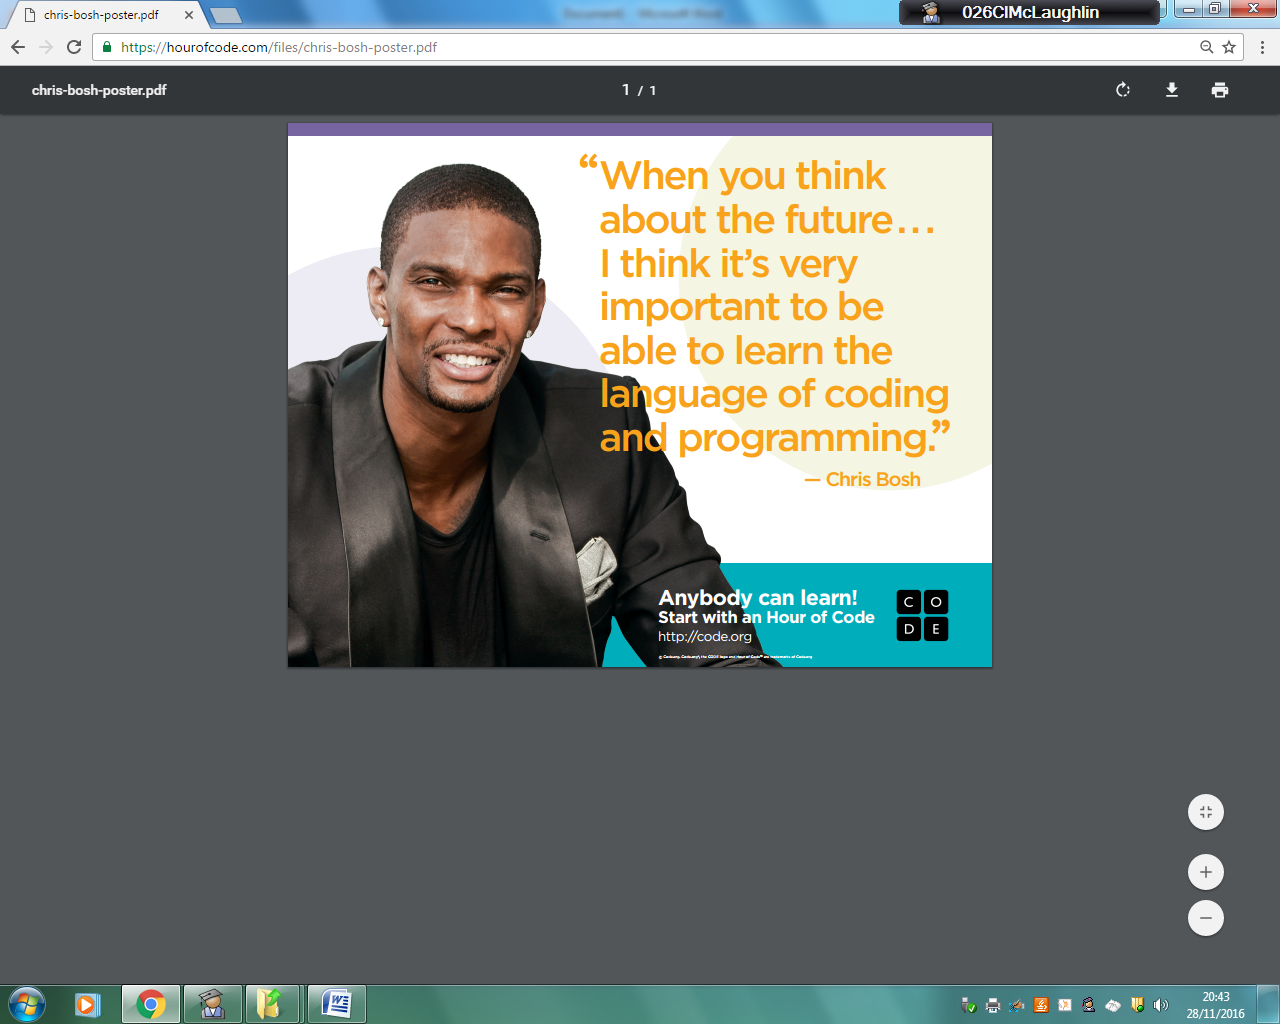 chris-bosh-poster.pdf
026ClMcLaughlin
https://hourofcode.com/files/chris-bosh-poster.pdf
chris-bosh-poster.pdf
1 / 1
“When you think
about the future…
I think it’s very
important to be
able to learn the
language of coding
and programming.”
— Chris Bosh
Anybody can learn!
Start with an Hour of Code
http://code.org
C O
D E
20:43
28/11/2016